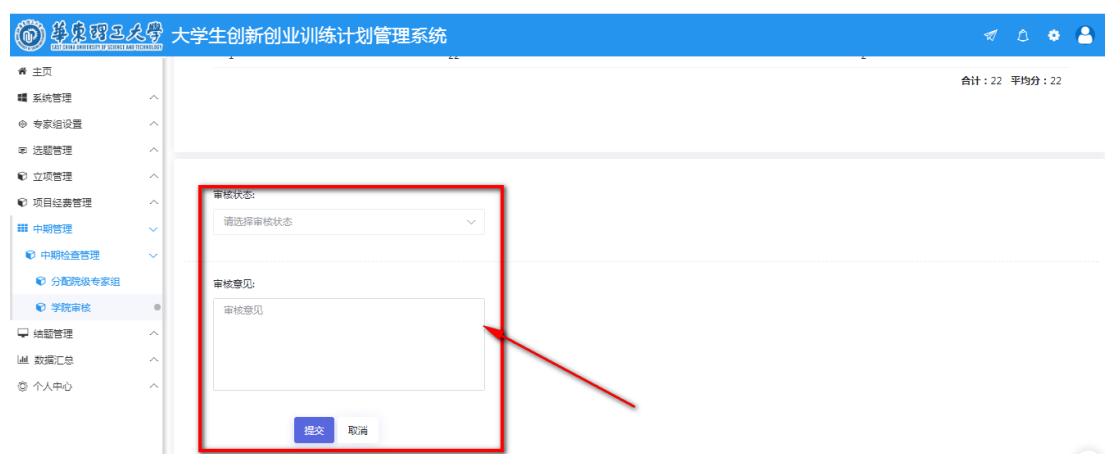 華東理工大學 大学生创新创业训练计划管理系统
EAST CHINA UNIVERSITY OF SCIENCE AND TECHNOLOGY
主页
1 22 2
合计：22 平均分：22
系统管理
专家组设置
选题管理
立项管理
项目经费管理
中期管理
中期检查管理
分配院级专家组
学院审核
结题管理
数据汇总
个人中心
审核状态:
请选择审核状态
审核意见:
审核意见
提交 取消